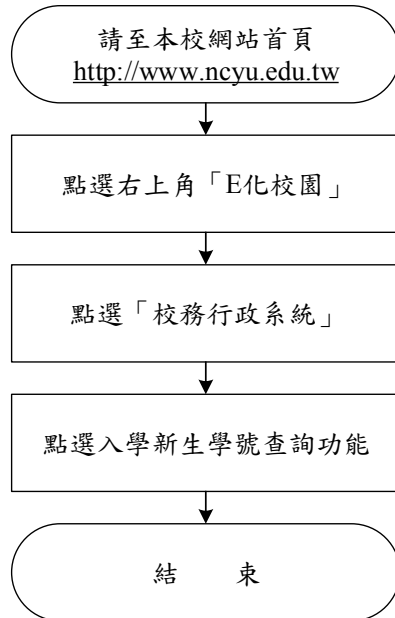 請至本校網站首頁
http://www.ncyu.edu.tw
點選右上角「E化校園」
點選「校務行政系統」
點選入學新生學號查詢功能
結　　束